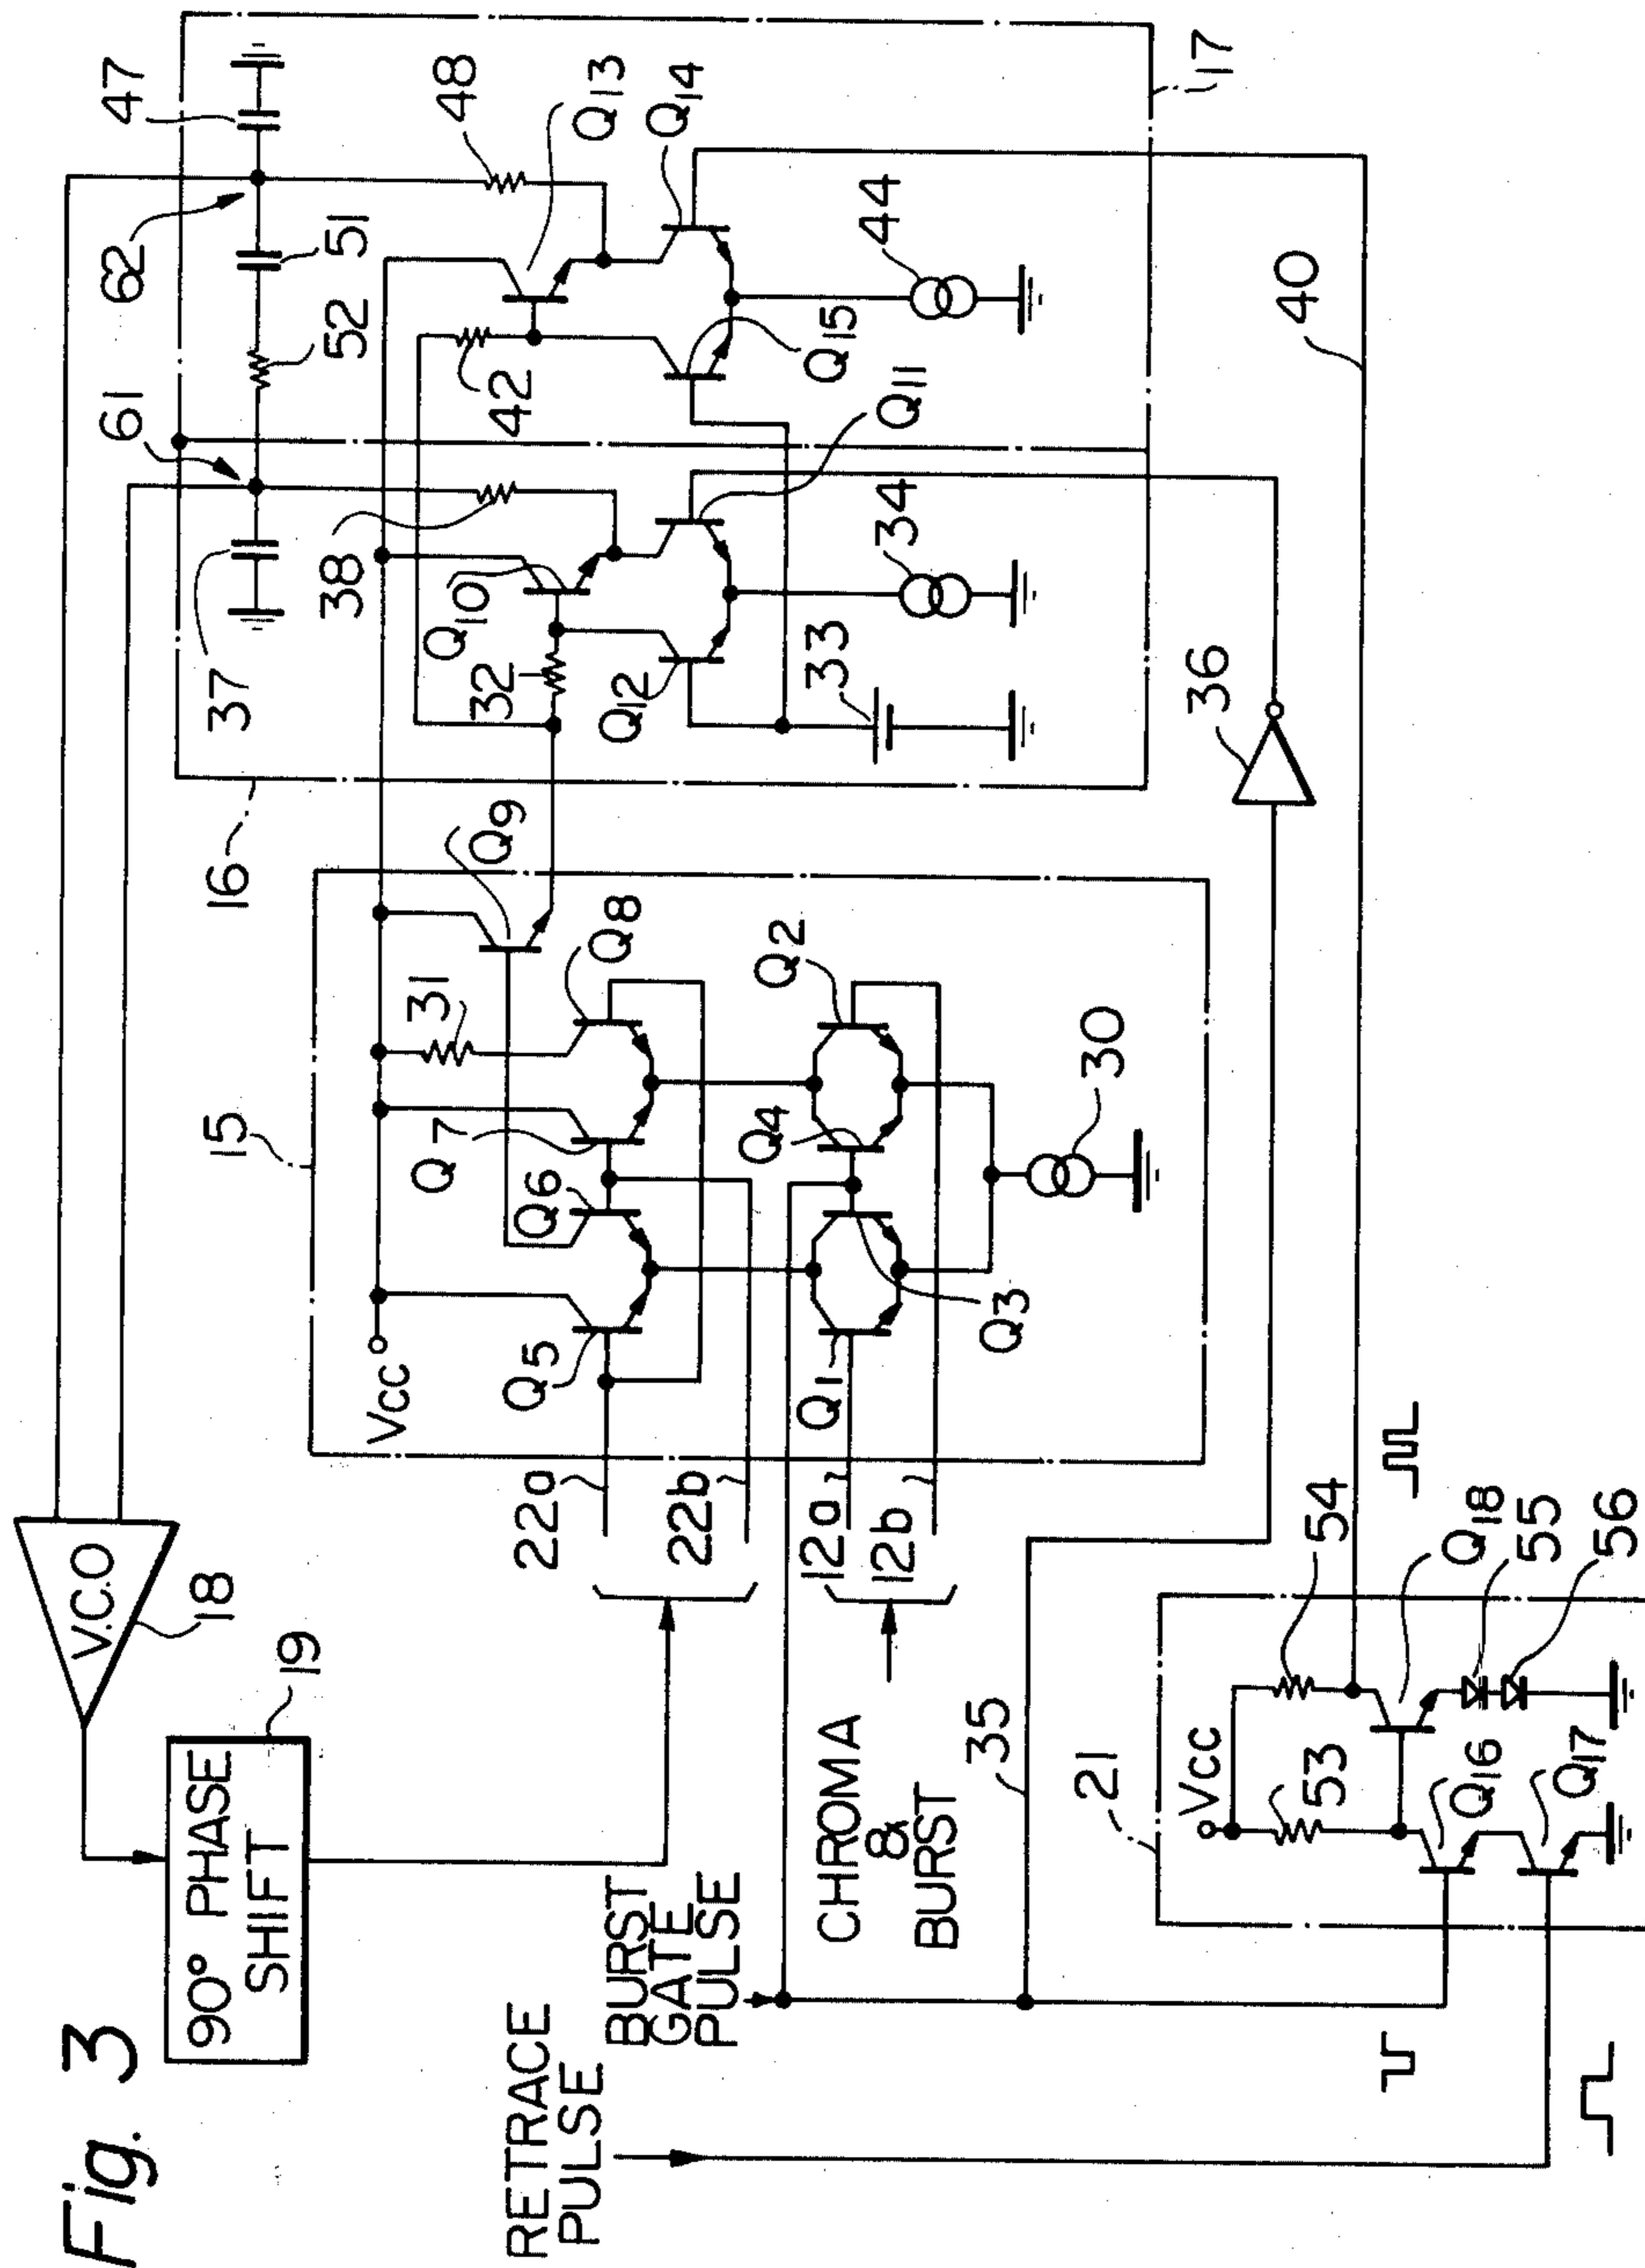 Fig. 3
V.C.O
18
19
90° PHASE
SHIFT
RETRACE
PULSE
BURST
GATE
PULSE
CHROMA
&
BURST
22a
22b
12a
12b
15
Vcc
31
Q5
Q6
Q7
Q8
Q9
Q1
Q3
Q4
Q2
30
16
37
61
52
62
51
47
38
48
32
42
Q10
Q13
Q12
Q11
Q15
Q14
33
34
44
17
36
40
35
21
Vcc
53
54
Q16
Q17
Q18
55
56